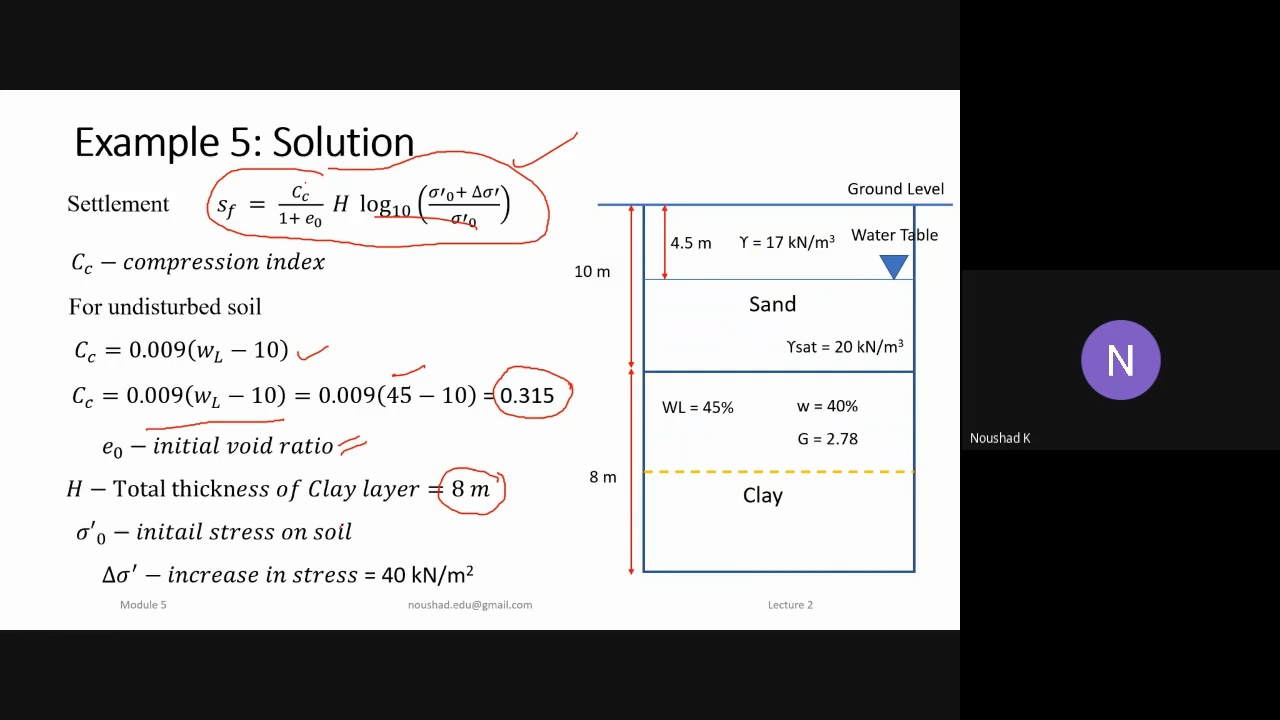 Example 5: Solution
Settlement s_f = C_c / (1 + e_0) H log_10 ((σ′_0 + Δσ′) / σ′_0)
C_c − compression index
For undisturbed soil
C_c = 0.009(w_L − 10)
C_c = 0.009(w_L − 10) = 0.009(45 − 10) = 0.315
e_0 − initial void ratio
H − Total thickness of Clay layer = 8 m
σ′_0 − initail stress on soil
Δσ′ − increase in stress = 40 kN/m²
Ground Level
4.5 m ϒ = 17 kN/m³ Water Table
10 m
Sand
ϒsat = 20 kN/m³
WL = 45% w = 40%
G = 2.78
8 m
Clay
Module 5 noushad.edu@gmail.com Lecture 2
N
Noushad K